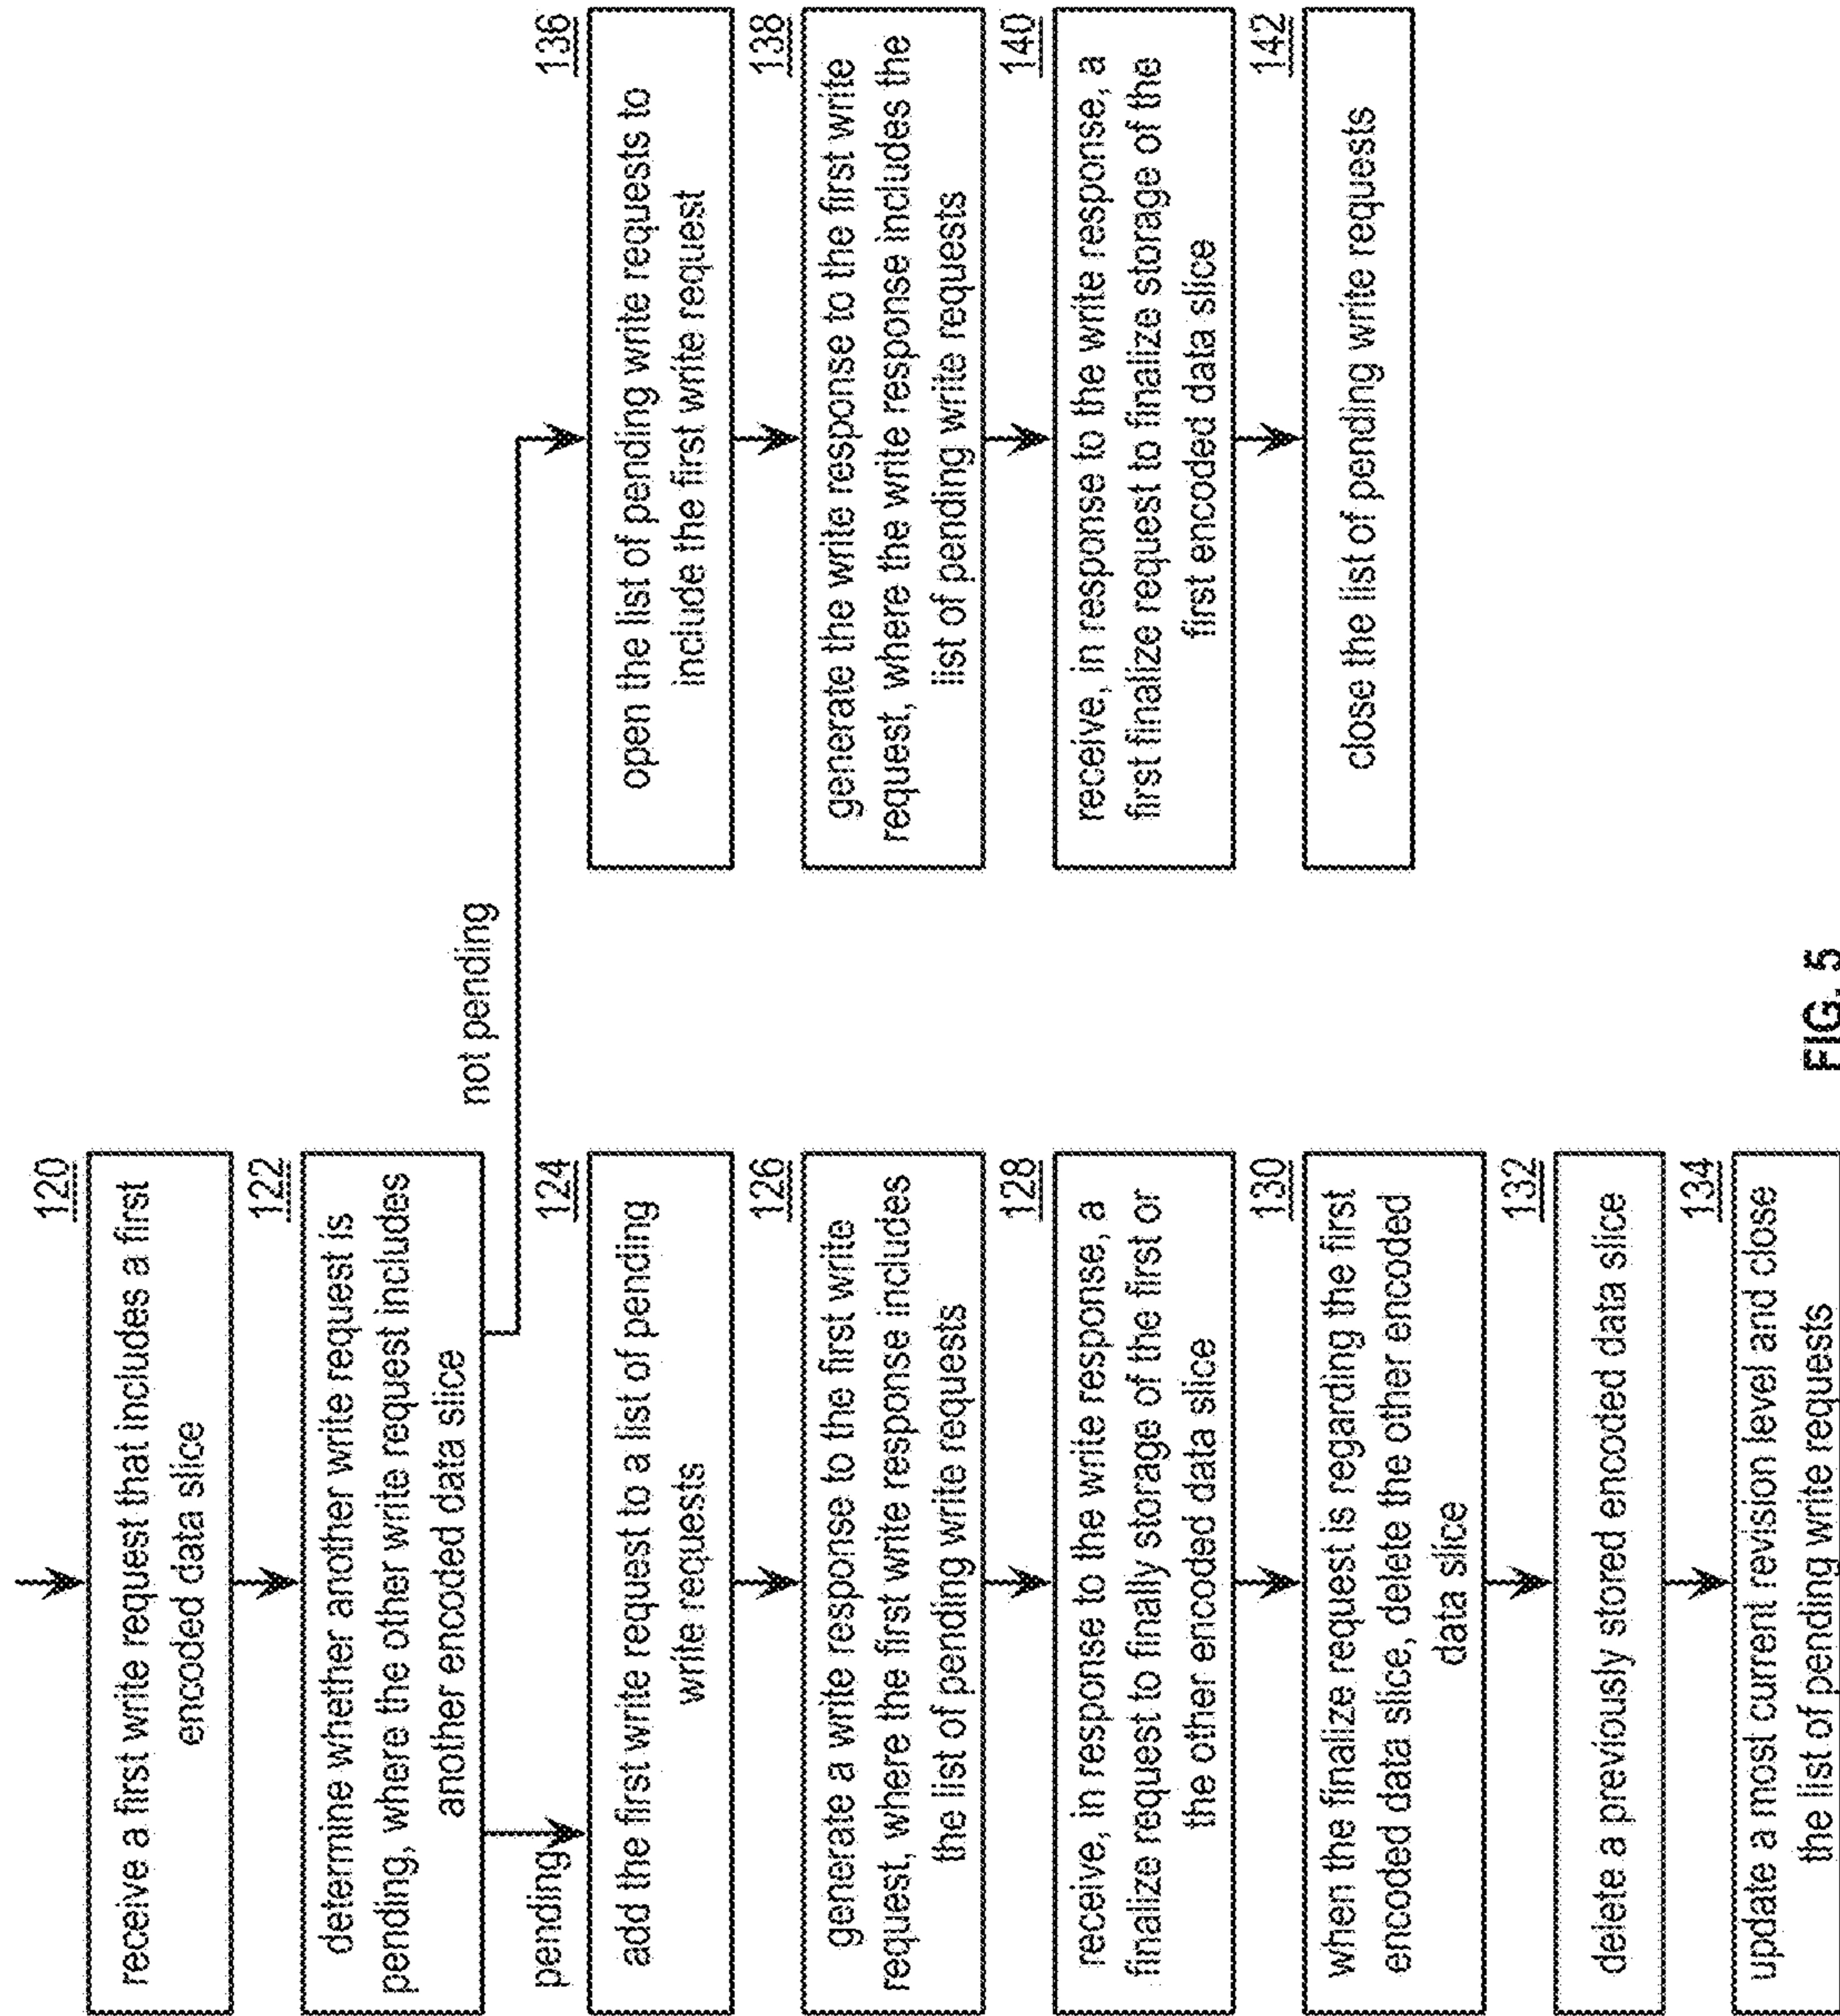 120
receive a first write request that includes a first
encoded data slice
122
determine whether another write request is
pending, where the other write request includes
another encoded data slice
not pending
pending
124
add the first write request to a list of pending
write requests
126
generate a write response to the first write
request, where the first write response includes
the list of pending write requests
128
receive, in response to the write response, a
finalize request to finally storage of the first or
the other encoded data slice
130
when the finalize request is regarding the first
encoded data slice, delete the other encoded
data slice
132
delete a previously stored encoded data slice
134
update a most current revision level and close
the list of pending write requests
136
open the list of pending write requests to
include the first write request
138
generate the write response to the first write
request, where the write response includes the
list of pending write requests
140
receive, in response to the write response, a
first finalize request to finalize storage of the
first encoded data slice
142
close the list of pending write requests
FIG. 5